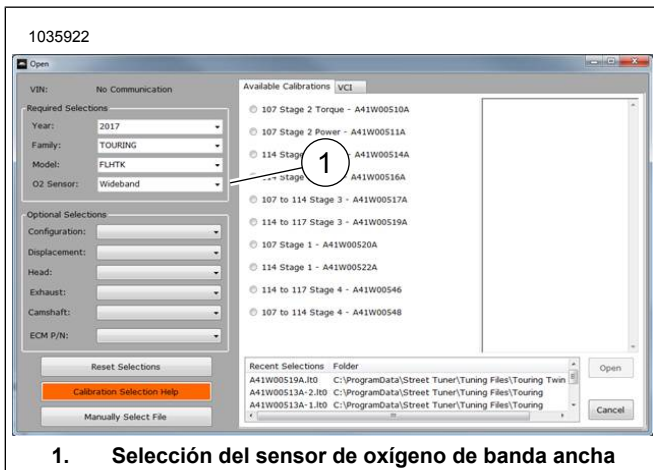 1035922
Open
VIN: No Communication
Required Selections
Year: 2017
Family: TOURING
Model: FLHTK
O2 Sensor: Wideband
Optional Selections
Configuration:
Displacement:
Head:
Exhaust:
Camshaft:
ECM P/N:
Reset Selections
Calibration Selection Help
Manually Select File
Available Calibrations VCI
107 Stage 2 Torque - A41W00510A
107 Stage 2 Power - A41W00511A
114 Stage - A41W00514A
114 Stage A41W00516A
107 to 114 Stage 3 - A41W00517A
114 to 117 Stage 3 - A41W00519A
107 Stage 1 - A41W00520A
114 Stage 1 - A41W00522A
114 to 117 Stage 4 - A41W00546
107 to 114 Stage 4 - A41W00548
1
Recent Selections Folder
A41W00519A.lt0 C:\ProgramData\Street Tuner\Tuning Files\Touring Twin
A41W00513A-2.lt0 C:\ProgramData\Street Tuner\Tuning Files\Touring
A41W00513A-1.lt0 C:\ProgramData\Street Tuner\Tuning Files\Touring
Open
Cancel
1. Selección del sensor de oxígeno de banda ancha